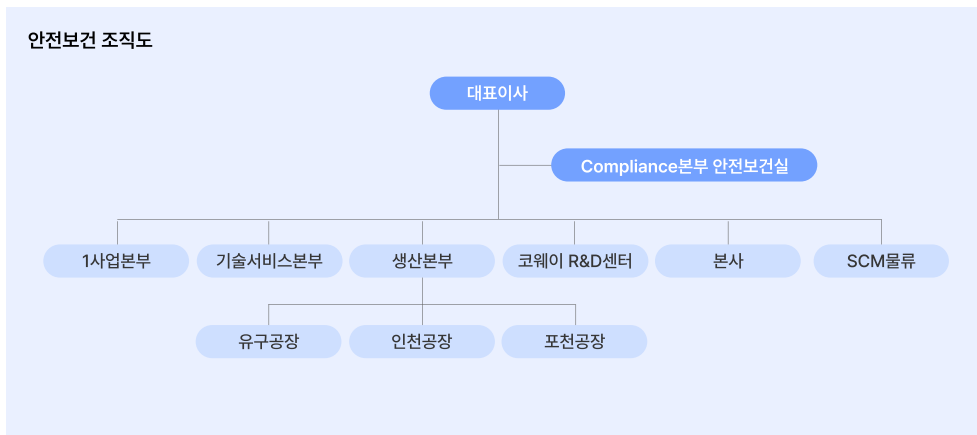 안전보건 조직도
대표이사
Compliance본부 안전보건실
1사업본부
기술서비스본부
생산본부
코웨이 R&D센터
본사
SCM물류
유구공장
인천공장
포천공장